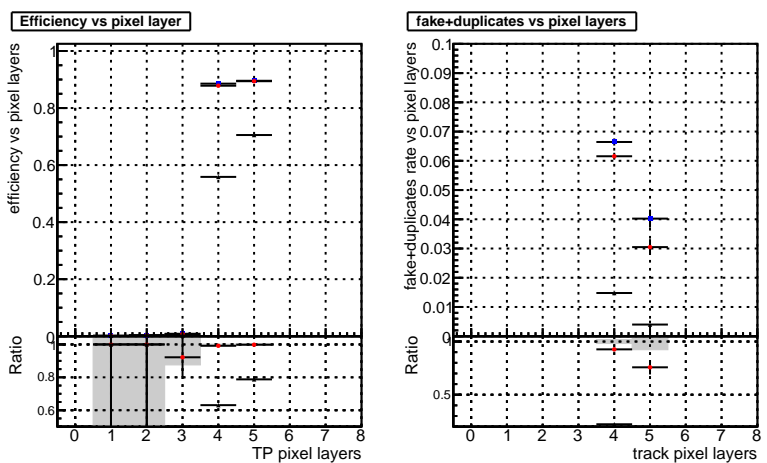 Efficiency vs pixel layer
efficiency vs pixel layers
1
0.8
0.6
0.4
0.2
0
Ratio
1
0.8
0.6
0 1 2 3 4 5 6 7 8
TP pixel layers
fake+duplicates vs pixel layers
fake+duplicates rate vs pixel layers
0.1
0.09
0.08
0.07
0.06
0.05
0.04
0.03
0.02
0.01
0
Ratio
0.5
0 1 2 3 4 5 6 7 8
track pixel layers